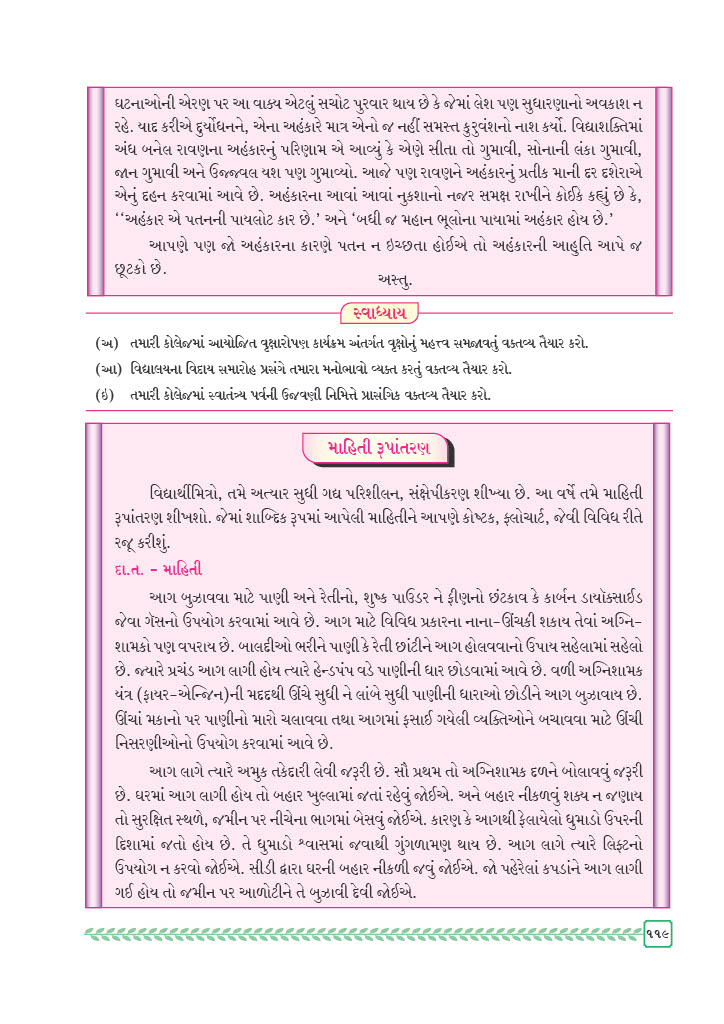 ઘટનાઓની એરણ પર આ વાક્ય એટલું સચોટ પુરવાર થાય છે કે જેમાં લેશ પણ સુધારણાનો અવકાશ ન
રહે. યાદ કરીએ દુર્યોધનને, એના અહંકારે માત્ર એનો જ નહીં સમસ્ત કુરુવંશનો નાશ કર્યો. વિદ્યાશક્તિમાં
અંધ બનેલ રાવણના અહંકારનું પરિણામ એ આવ્યું કે એણે સીતા તો ગુમાવી, સોનાની લંકા ગુમાવી,
જાન ગુમાવી અને ઉજ્જ્વલ યશ પણ ગુમાવ્યો. આજે પણ રાવણને અહંકારનું પ્રતીક માની દર દશેરાએ
એનું દહન કરવામાં આવે છે. અહંકારના આવાં આવાં નુકશાનો નજર સમક્ષ રાખીને કોઈકે કહ્યું છે કે,
‘‘અહંકાર એ પતનની પાયલોટ કાર છે.’ અને ‘બધી જ મહાન ભૂલોના પાયામાં અહંકાર હોય છે.’
આપણે પણ જો અહંકારના કારણે પતન ન ઇચ્છતા હોઈએ તો અહંકારની આહુતિ આપે જ
છૂટકો છે.
અસ્તુ.
સ્વાધ્યાય
(અ) તમારી કોલેજમાં આયોજિત વૃક્ષારોપણ કાર્યક્રમ અંતર્ગત વૃક્ષોનું મહત્ત્વ સમજાવતું વક્તવ્ય તૈયાર કરો.
(આ) વિદ્યાલયના વિદાય સમારોહ પ્રસંગે તમારા મનોભાવો વ્યક્ત કરતું વક્તવ્ય તૈયાર કરો.
(ઇ) તમારી કોલેજમાં સ્વાતંત્ર્ય પર્વની ઉજવણી નિમિત્તે પ્રાસંગિક વક્તવ્ય તૈયાર કરો.
માહિતી રૂપાંતરણ
વિદ્યાર્થીમિત્રો, તમે અત્યાર સુધી ગદ્ય પરિશીલન, સંક્ષેપીકરણ શીખ્યા છે. આ વર્ષે તમે માહિતી
રૂપાંતરણ શીખશો. જેમાં શાબ્દિક રૂપમાં આપેલી માહિતીને આપણે કોષ્ટક, ફ્લોચાર્ટ, જેવી વિવિધ રીતે
રજૂ કરીશું.
દા.ત. – માહિતી
આગ બુઝાવવા માટે પાણી અને રેતીનો, શુષ્ક પાઉડર ને ફીણનો છંટકાવ કે કાર્બન ડાયૉક્સાઈડ
જેવા ગૅસનો ઉપયોગ કરવામાં આવે છે. આગ માટે વિવિધ પ્રકારના નાના–ઊંચકી શકાય તેવાં અગ્નિ–
શામકો પણ વપરાય છે. બાલદીઓ ભરીને પાણી કે રેતી છાંટીને આગ હોલવવાનો ઉપાય સહેલામાં સહેલો
છે. જ્યારે પ્રચંડ આગ લાગી હોય ત્યારે હેન્ડપંપ વડે પાણીની ધાર છોડવામાં આવે છે. વળી અગ્નિશામક
યંત્ર (ફાયર–એન્જિન)ની મદદથી ઊંચે સુધી ને લાંબે સુધી પાણીની ધારાઓ છોડીને આગ બુઝાવાય છે.
ઊંચાં મકાનો પર પાણીનો મારો ચલાવવા તથા આગમાં ફસાઈ ગયેલી વ્યક્તિઓને બચાવવા માટે ઊંચી
નિસરણીઓનો ઉપયોગ કરવામાં આવે છે.
આગ લાગે ત્યારે અમુક તકેદારી લેવી જરૂરી છે. સૌ પ્રથમ તો અગ્નિશામક દળને બોલાવવું જરૂરી
છે. ઘરમાં આગ લાગી હોય તો બહાર ખુલ્લામાં જતાં રહેવું જોઈએ. અને બહાર નીકળવું શક્ય ન જણાય
તો સુરક્ષિત સ્થળે, જમીન પર નીચેના ભાગમાં બેસવું જોઈએ. કારણ કે આગથી ફેલાયેલો ધુમાડો ઉપરની
દિશામાં જતો હોય છે. તે ધુમાડો શ્વાસમાં જવાથી ગુંગળામણ થાય છે. આગ લાગે ત્યારે લિફ્ટનો
ઉપયોગ ન કરવો જોઈએ. સીડી દ્વારા ઘરની બહાર નીકળી જવું જોઈએ. જો પહેરેલાં કપડાંને આગ લાગી
ગઈ હોય તો જમીન પર આળોટીને તે બુઝાવી દેવી જોઈએ.
૧૧૯